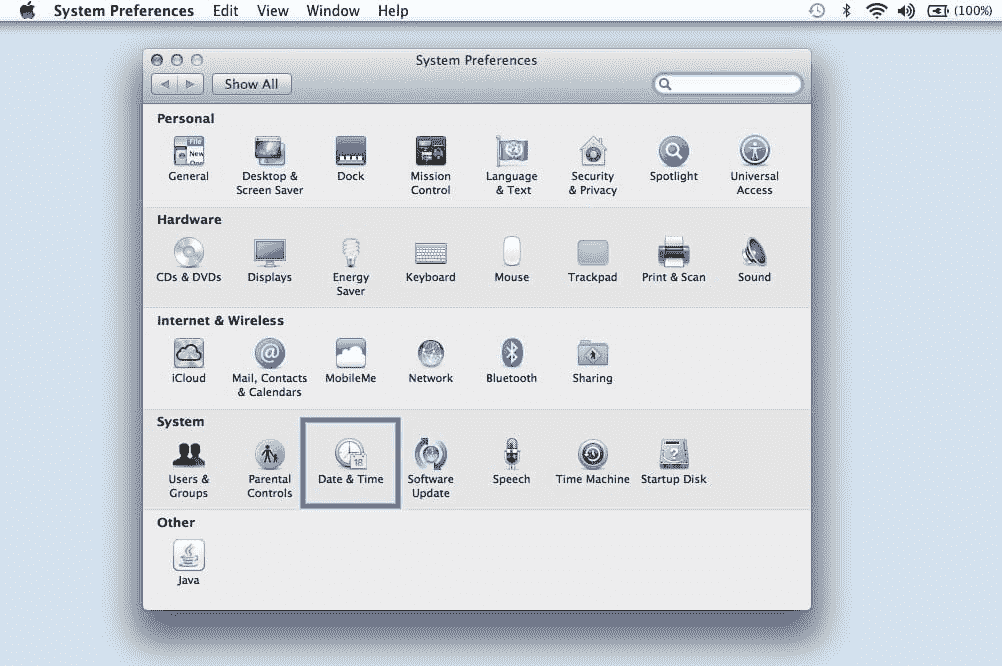 System Preferences Edit View Window Help (100%)
System Preferences
Show All
Personal
General Desktop & Screen Saver Dock Mission Control Language & Text Security & Privacy Spotlight Universal Access
Hardware
CDs & DVDs Displays Energy Saver Keyboard Mouse Trackpad Print & Scan Sound
Internet & Wireless
iCloud Mail, Contacts & Calendars MobileMe Network Bluetooth Sharing
System
18
Users & Groups Parental Controls Date & Time Software Update Speech Time Machine Startup Disk
Other
Java